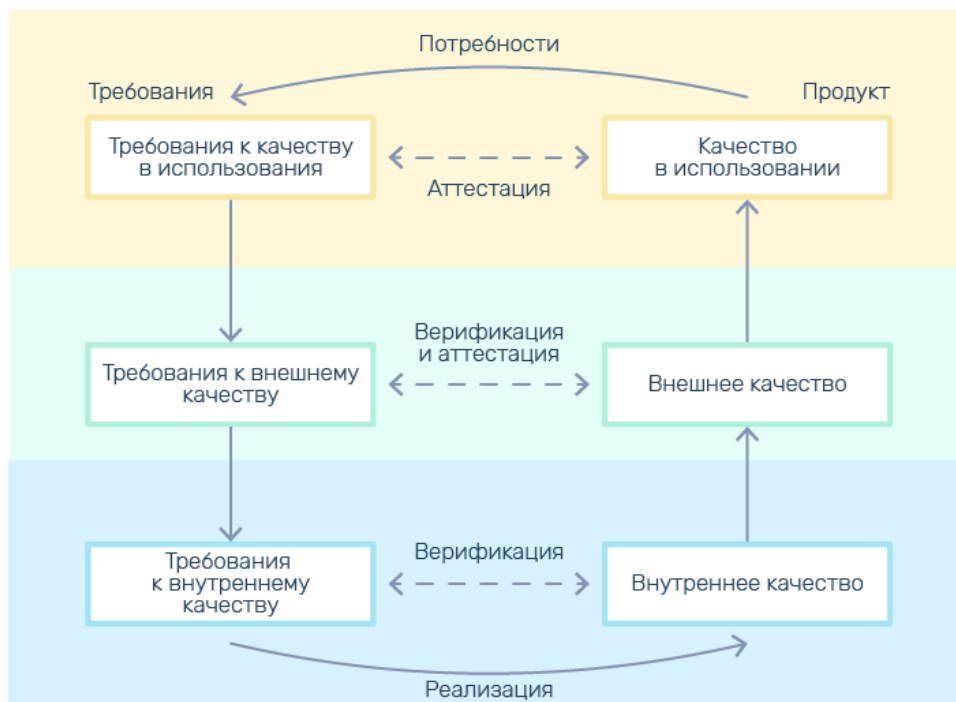 Потребности
Требования
Продукт
Требования к качеству
в использования
Аттестация
Качество
в использовании
Требования к внешнему
качеству
Верификация
и аттестация
Внешнее качество
Требования
к внутреннему
качеству
Верификация
Внутреннее качество
Реализация